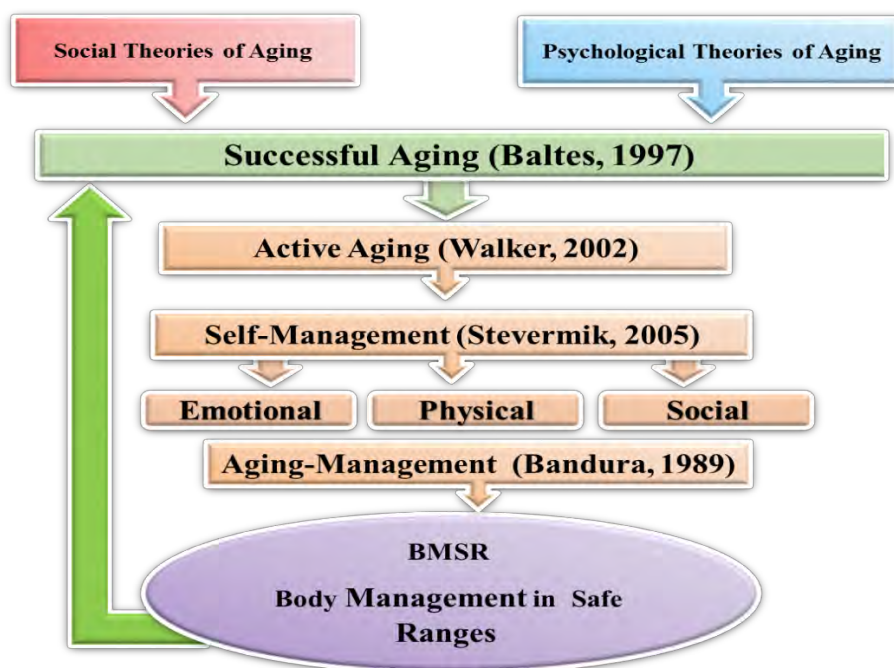 Social Theories of Aging
Psychological Theories of Aging
Successful Aging (Baltes, 1997)
Active Aging (Walker, 2002)
Self-Management (Stevermik, 2005)
Emotional
Physical
Social
Aging-Management (Bandura, 1989)
BMSR
Body Management in Safe
Ranges